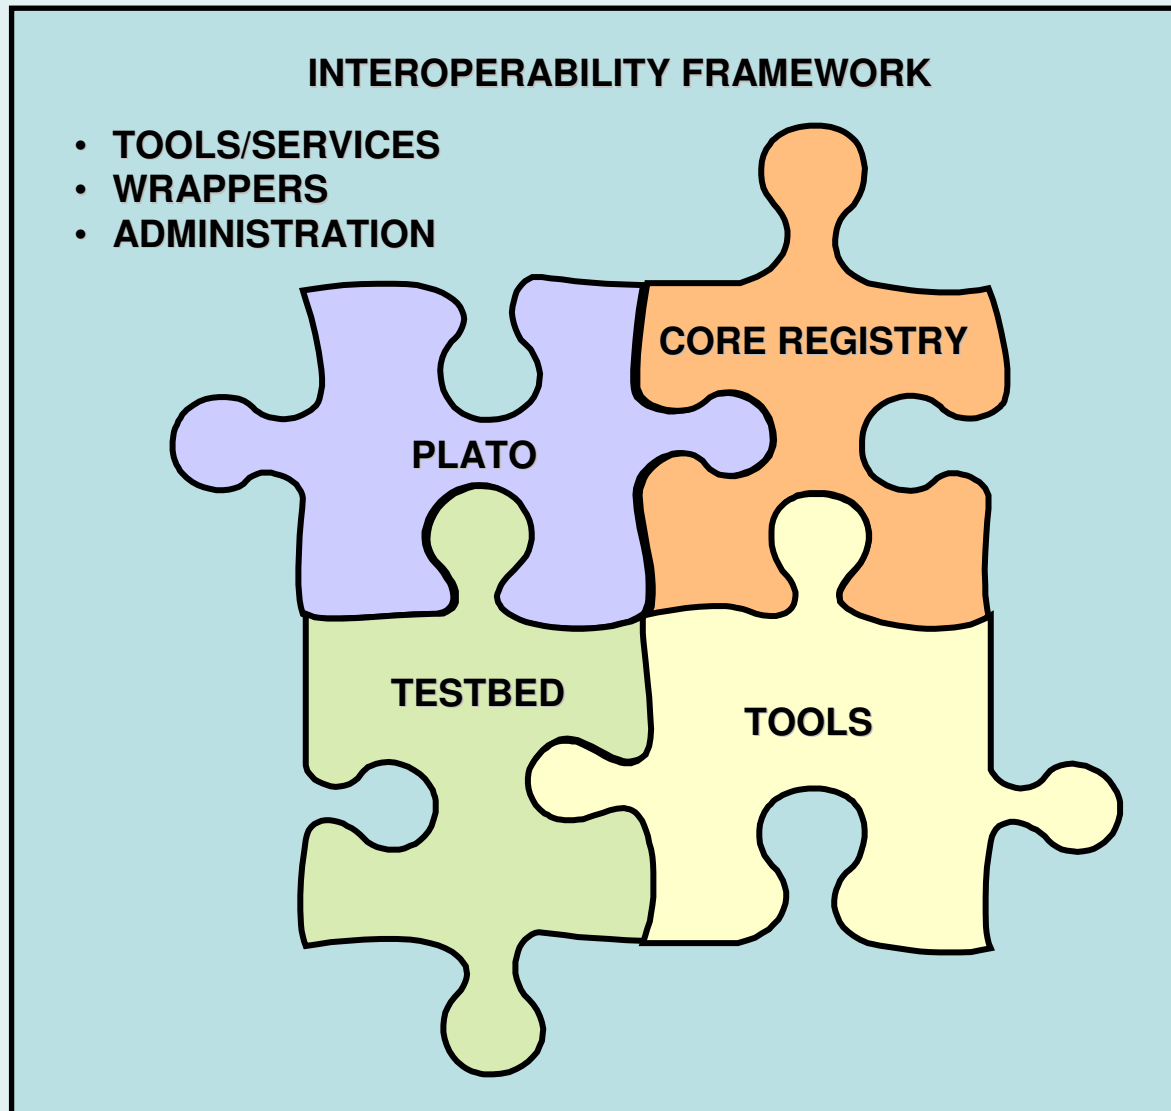 INTEROPERABILITY FRAMEWORK
• TOOLS/SERVICES
• WRAPPERS
• ADMINISTRATION
CORE REGISTRY
PLATO
TESTBED
TOOLS